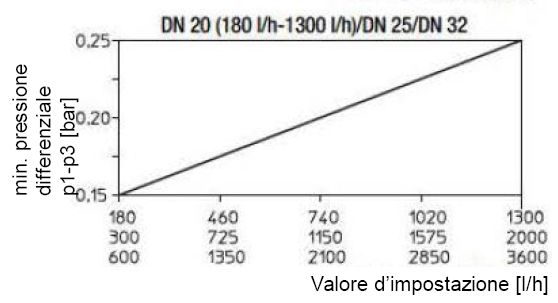 DN 20 (180 l/h-1300 l/h)/DN 25/DN 32
min. pressione
differenziale
p1-p3 [bar]
0.25
0.20
0.15
180 460 740 1020 1300
300 725 1150 1575 2000
600 1350 2100 2850 3600
Valore d'impostazione [l/h]